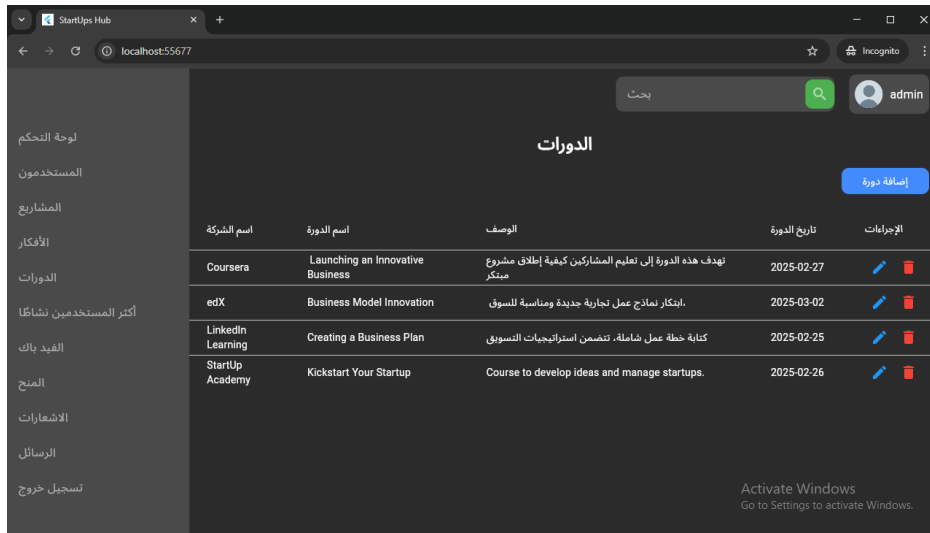 StartUps Hub
localhost:55677
Incognito
بحث
admin
لوحة التحكم
المستخدمون
المشاريع
الأفكار
الدورات
أكثر المستخدمين نشاطًا
الفيد باك
المنح
الاشعارات
الرسائل
تسجيل خروج
الدورات
إضافة دورة
اسم الشركة اسم الدورة الوصف تاريخ الدورة الإجراءات
Coursera
Launching an Innovative
Business
تهدف هذه الدورة إلى تعليم المشاركين كيفية إطلاق مشروع
مبتكر
2025-02-27
edX
Business Model Innovation
ابتكار نماذج عمل تجارية جديدة ومناسبة للسوق.
2025-03-02
LinkedIn
Learning
Creating a Business Plan
كتابة خطة عمل شاملة، تتضمن استراتيجيات التسويق
2025-02-25
StartUp
Academy
Kickstart Your Startup
Course to develop ideas and manage startups.
2025-02-26
Activate Windows
Go to Settings to activate Windows.